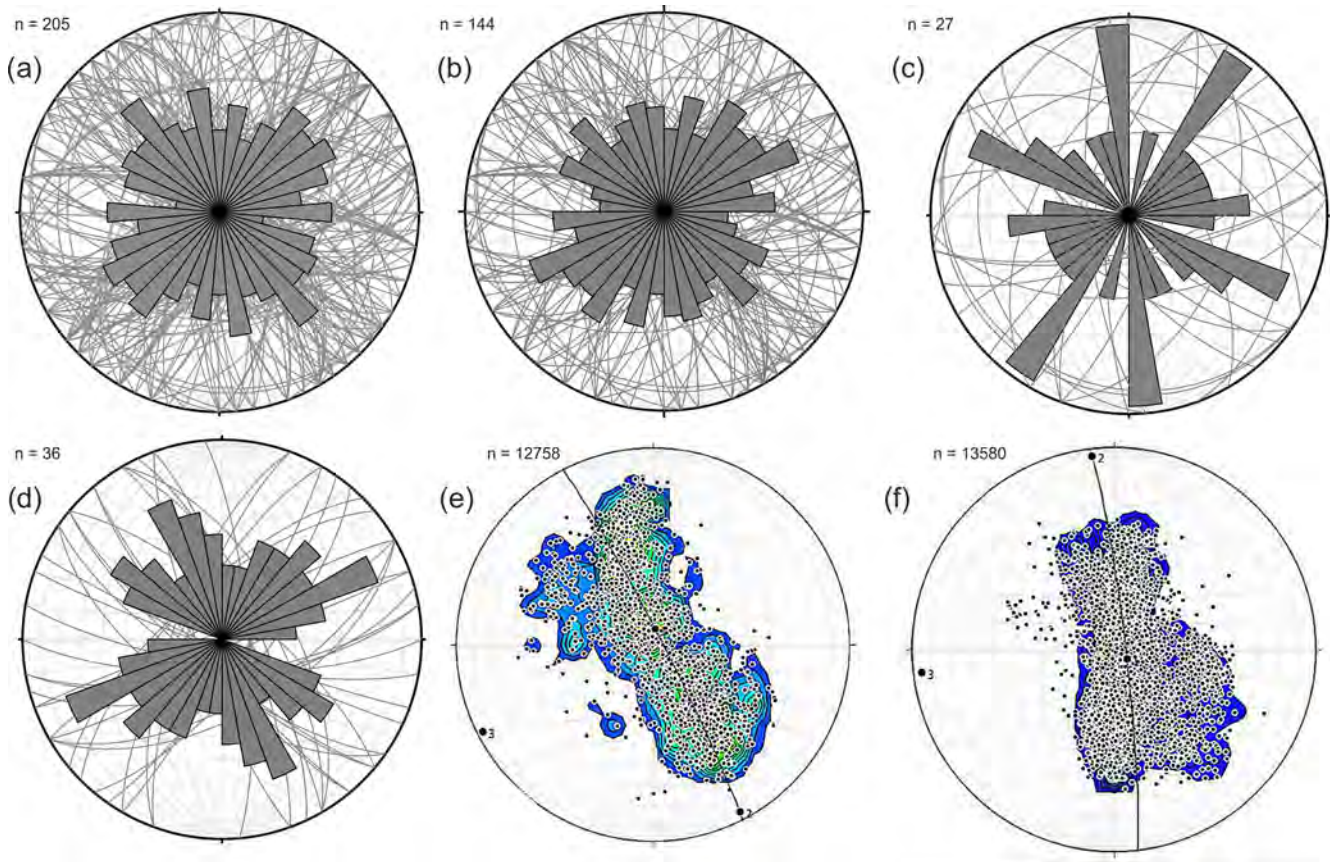 n = 205
(a)
n = 144
(b)
n = 27
(c)
n = 36
(d)
n = 12758
(e)
3
2
n = 13580
(f)
2
3